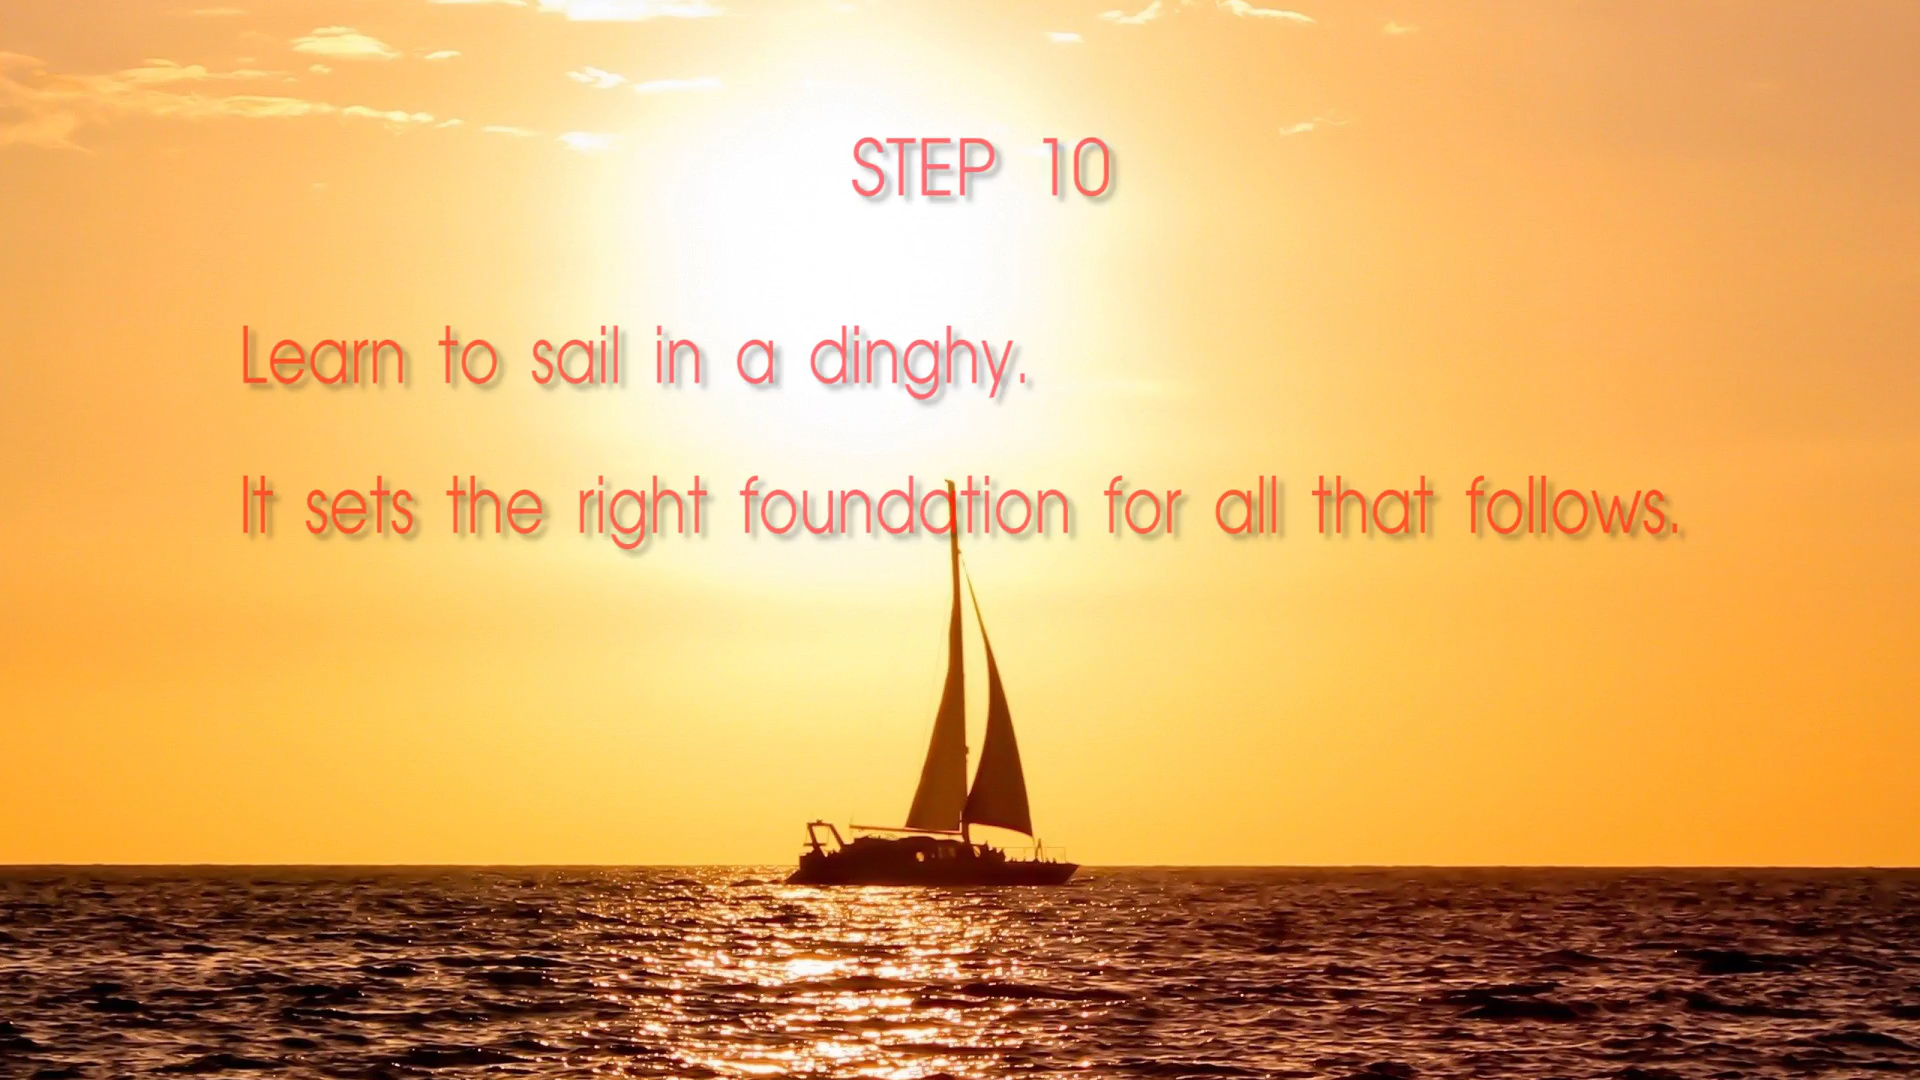 STEP 10
Learn to sail in a dinghy.
It sets the right foundation for all that follows.